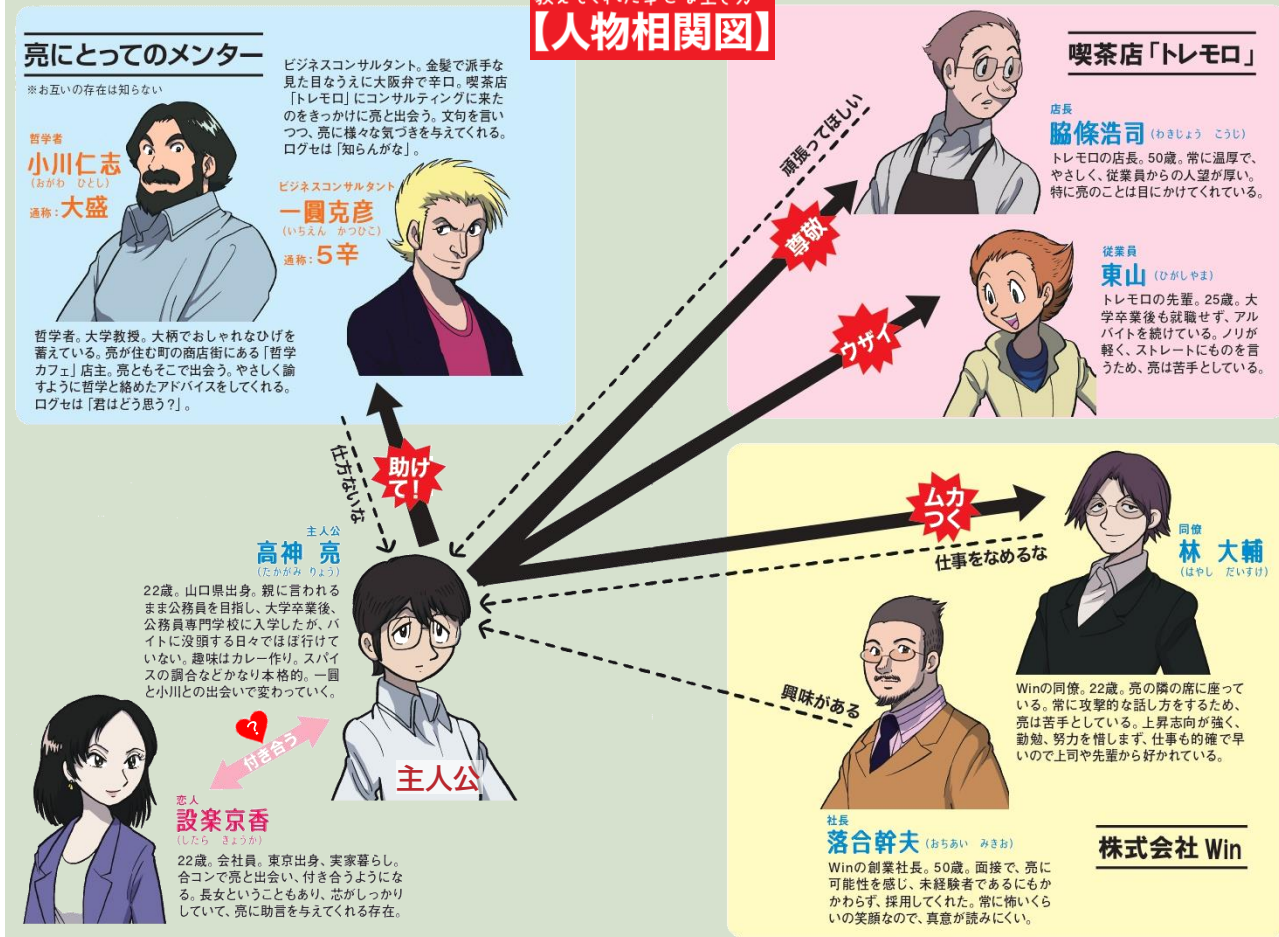 【人物相関図】
亮にとってのメンター
※お互いの存在は知らない
哲学者
小川仁志
(おがわ ひとし)
通称:大盛
ビジネスコンサルタント。金髪で派手な
見た目なうえに大阪弁で辛口。喫茶店
「トレモロ」にコンサルティングに来た
のをきっかけに亮と出会う。文句を言い
つつ、亮に様々な気づきを与えてくれる。
口グセは「知らんがな」。
ビジネスコンサルタント
一圓克彦
(いちえん かつひこ)
通称:5辛
哲学者。大学教授。大柄でおしゃれなひげを
蓄えている。亮が住む町の商店街にある「哲学
カフェ」店主。亮ともそこで出会う。やさしく諭
すように哲学と絡めたアドバイスをしてくれる。
口グセは「君はどう思う?」。
喫茶店「トレモロ」
店長
脇條浩司(わきじょう こうじ)
トレモロの店長。50歳。常に温厚で、
やさしく、従業員からの人望が厚い。
特に亮のことは目にかけてくれている。
従業員
東山(ひがしやま)
トレモロの先輩。25歳。大
学卒業後も就職せず、アル
バイトを続けている。ノリが
軽く、ストレートにものを言
うため、亮は苦手としている。
頑張ってほしい
尊敬
ウザイ
助け
て!
仕方ないな
ムカ
つく
仕事をなめるな
興味がある
主人公
高神 亮
(たかがみ りょう)
22歳。山口県出身。親に言われる
まま公務員を目指し、大学卒業後、
公務員専門学校に入学したが、バ
イトに没頭する日々でほぼ行けて
いない。趣味はカレー作り。スパイ
スの調合などかなり本格的。一圓
と小川との出会いで変わっていく。
主人公
?
付き合う
恋人
設楽京香
(したら きょうか)
22歳。会社員。東京出身、実家暮らし。
合コンで亮と出会い、付き合うようにな
る。長女ということもあり、芯がしっかり
していて、亮に助言を与えてくれる存在。
同僚
林 大輔
(はやし だいすけ)
Winの同僚。22歳。亮の隣の席に座って
いる。常に攻撃的な話し方をするため、
亮は苦手としている。上昇志向が強く、
勤勉、努力を惜しまず、仕事も的確で早
いので上司や先輩から好かれている。
社長
落合幹夫(おちあい みきお)
Winの創業社長。50歳。面接で、亮に
可能性を感じ、未経験者であるにもか
かわらず、採用してくれた。常に怖いくら
いの笑顔なので、真意が読みにくい。
株式会社 Win